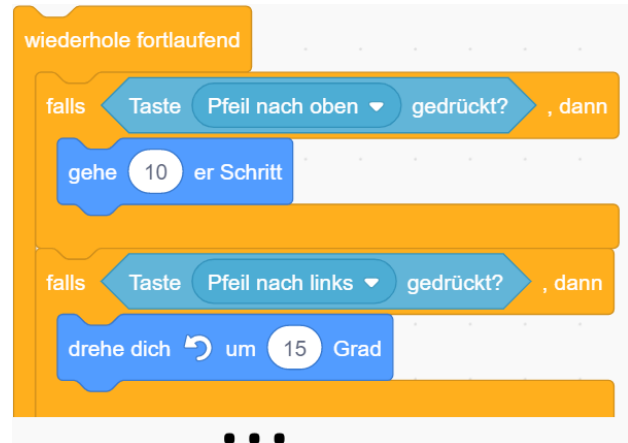 wiederhole fortlaufend
falls Taste Pfeil nach oben gedrückt? , dann
gehe 10 er Schritt
falls Taste Pfeil nach links gedrückt? , dann
drehe dich um 15 Grad
...